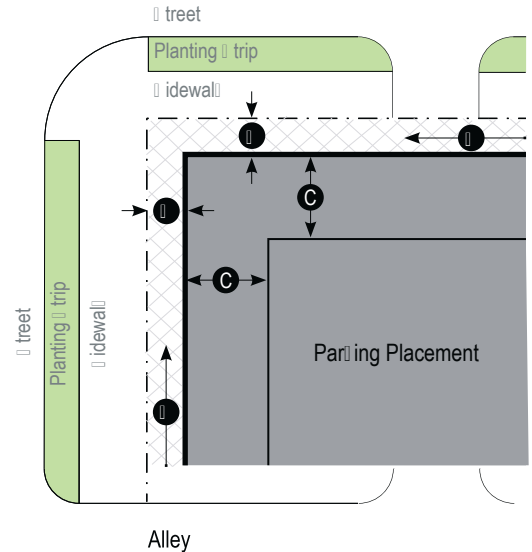 ▯ treet
Planting ▯ trip
▯ idewal▯
▯
▯
C
▯
C
Par▯ing Placement
▯
▯ treet
Planting ▯ trip
▯ idewal▯
Alley